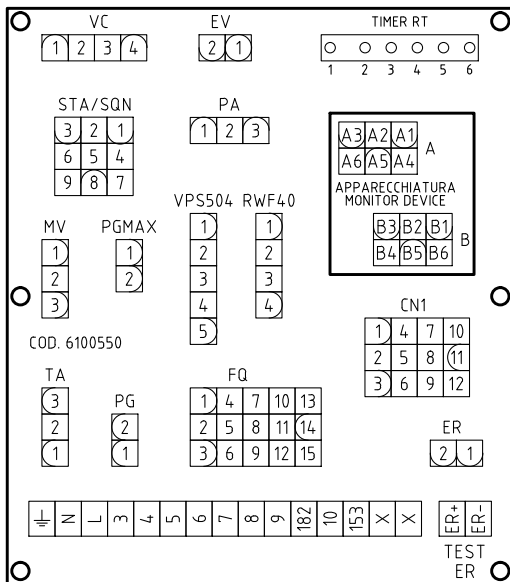 VC EV TIMER RT
1 2 3 4 2 1
1 2 3 4 5 6
STA/SQN PA
3 2 1 1 2 3
6 5 4
9 8 7
A3 A2 A1
A6 A5 A4
A
APPARECCHIATURA
MONITOR DEVICE
B3 B2 B1
B4 B5 B6
B
MV PGMAX VPS504 RWF40
1
2
3
1
2
1
2
3
4
5
1
2
3
4
CN1
1 4 7 10
2 5 8 11
3 6 9 12
COD. 6100550
TA PG FQ ER
3
2
1
2
1
1 4 7 10 13
2 5 8 11 14
3 6 9 12 15
2 1
N L 3 4 5 6 7 8 9 182 10 153 X X ER+ ER-
TEST
ER